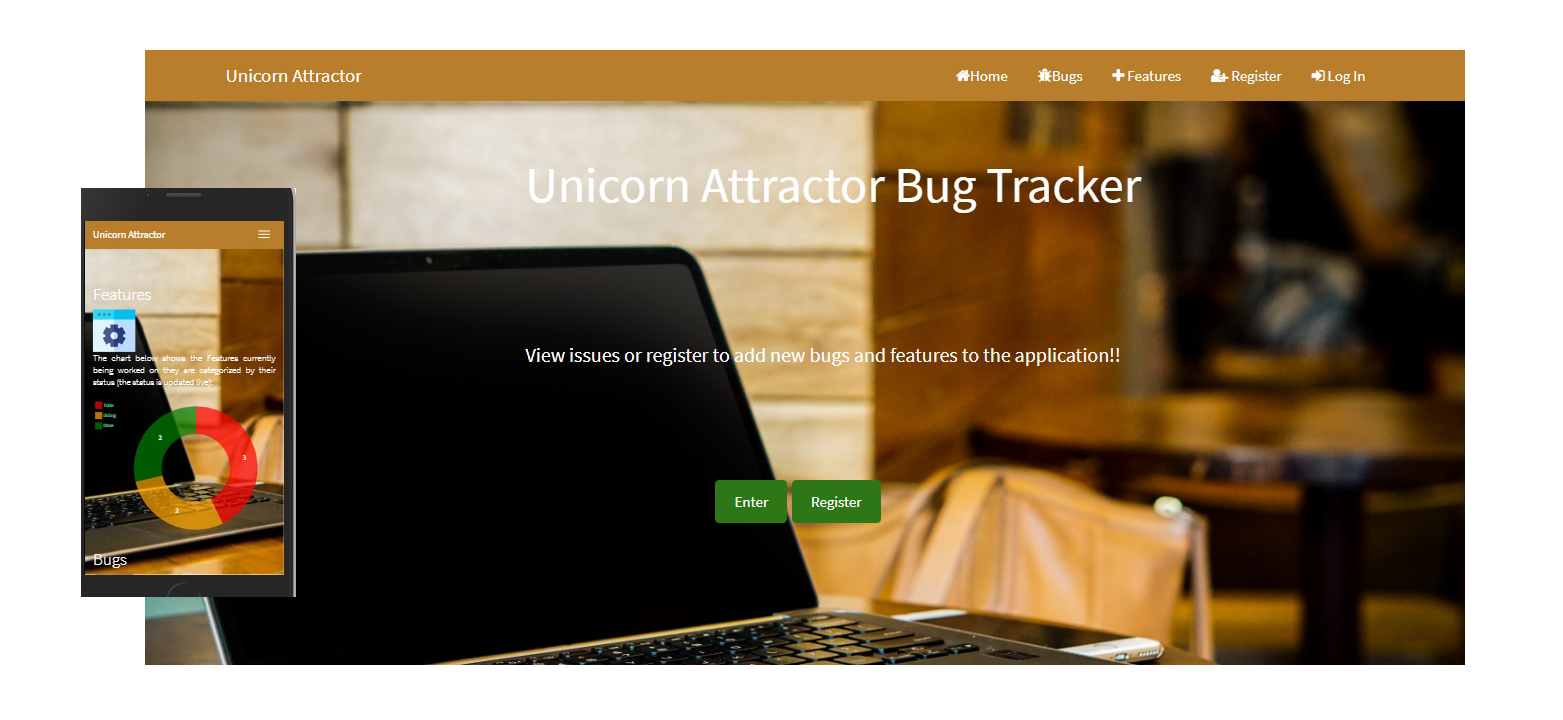 Unicorn Attractor
Home
Bugs
Features
Register
Log In
Unicorn Attractor Bug Tracker
View issues or register to add new bugs and features to the application!!
Enter
Register
Unicorn Attractor
Features
The chart below shows the Features currently
being worked on they are categorized by their
status (the status is updated live):
Todo
Doing
Done
2
3
2
Bugs